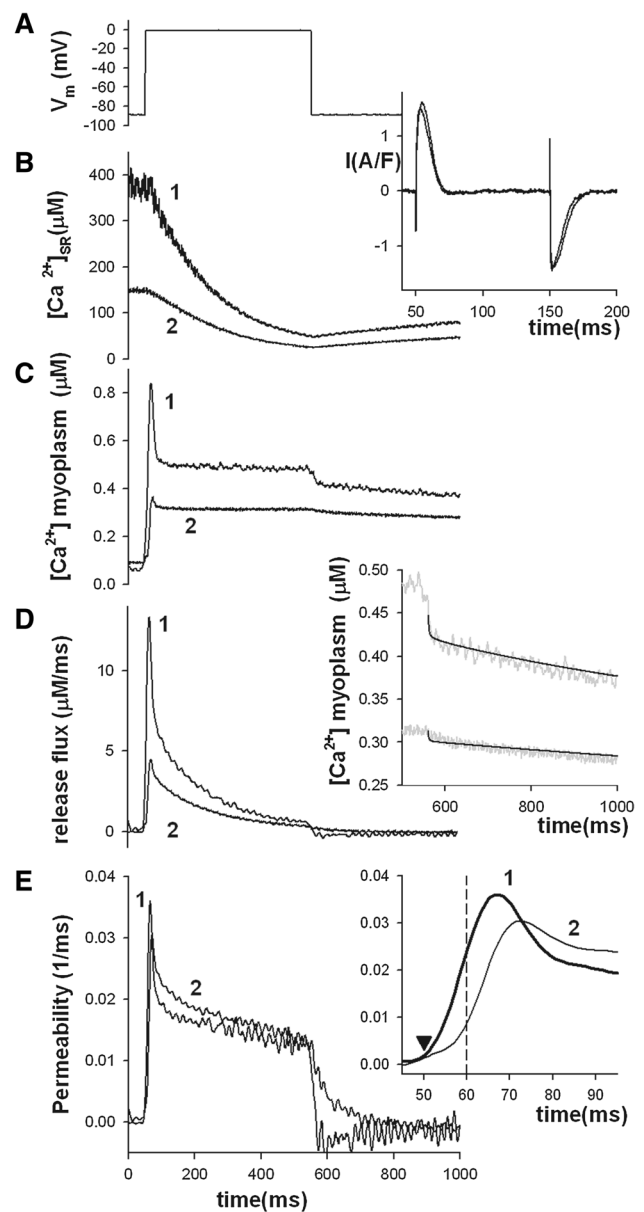 A
V m (mV)
0
-20
-40
-60
-80
-100
I(A/F)
1
0
-1
50 100 150 200
time(ms)
B
[Ca 2+]SR(μM)
400
300
200
100
0
1
2
C
[Ca2+] myoplasm (μM)
0.8
0.6
0.4
0.2
0.0
1
2
[Ca2+] myoplasm (μM)
0.50
0.45
0.40
0.35
0.30
0.25
600 800 1000
time(ms)
D
release flux (μM/ms)
10
5
0
1
2
E
Permeability (1/ms)
0.04
0.03
0.02
0.01
0.00
1
2
0 200 400 600 800 1000
time(ms)
0.04
0.03
0.02
0.01
0.00
1
2
50 60 70 80 90
time(ms)